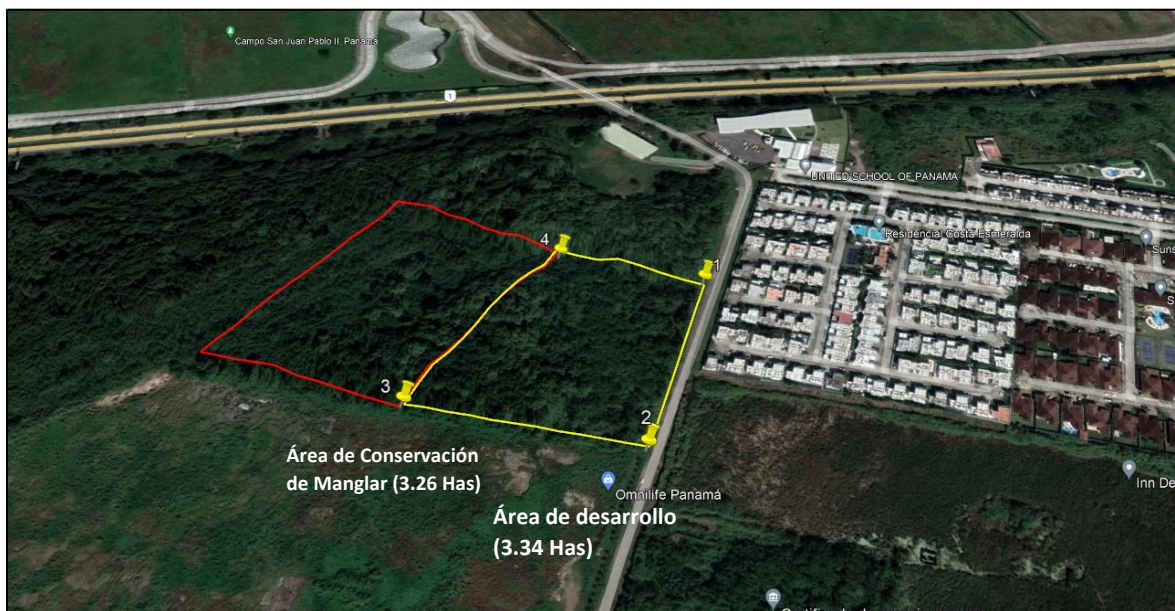 Campo San Juan Pablo II, Panamá
1
UNITED SCHOOL OF PANAMA
Residencial Costa Esmeralda
Suns
S
4
1
3
2
Área de Conservación
de Manglar (3.26 Has)
Omnilife Panamá
Inn De
Área de desarrollo
(3.34 Has)